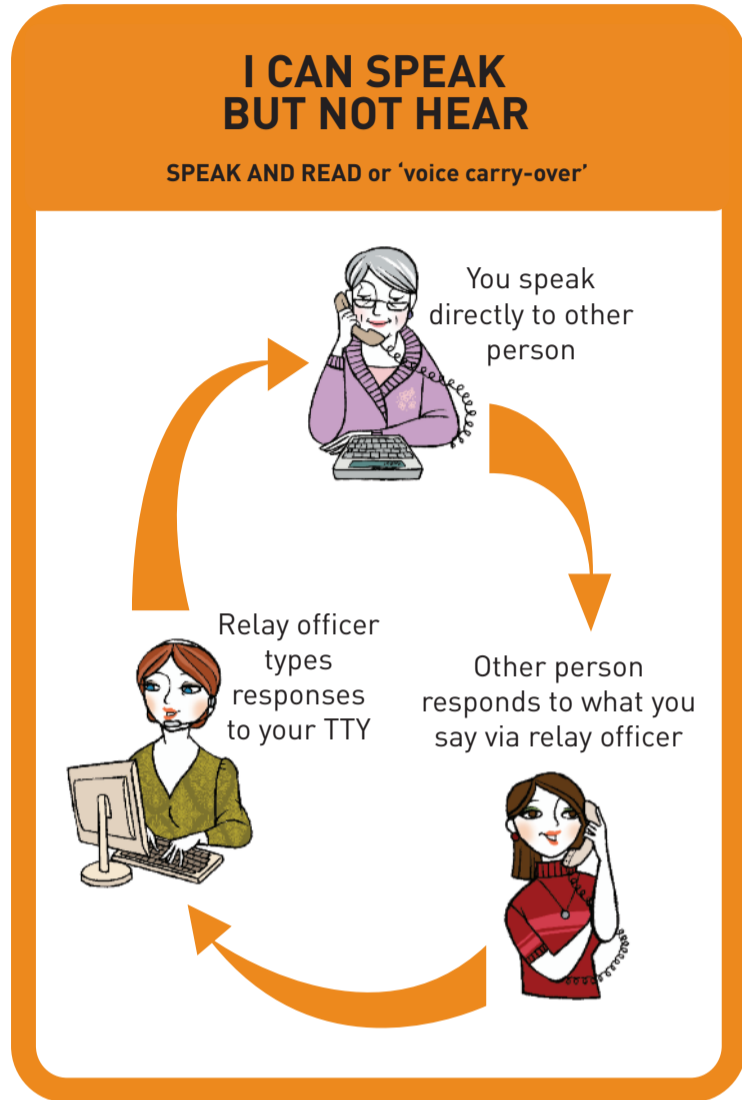 I CAN SPEAK
BUT NOT HEAR
SPEAK AND READ or ‘voice carry-over’
You speak
directly to other
person
Other person
responds to what you
say via relay officer
Relay officer
types
responses
to your TTY